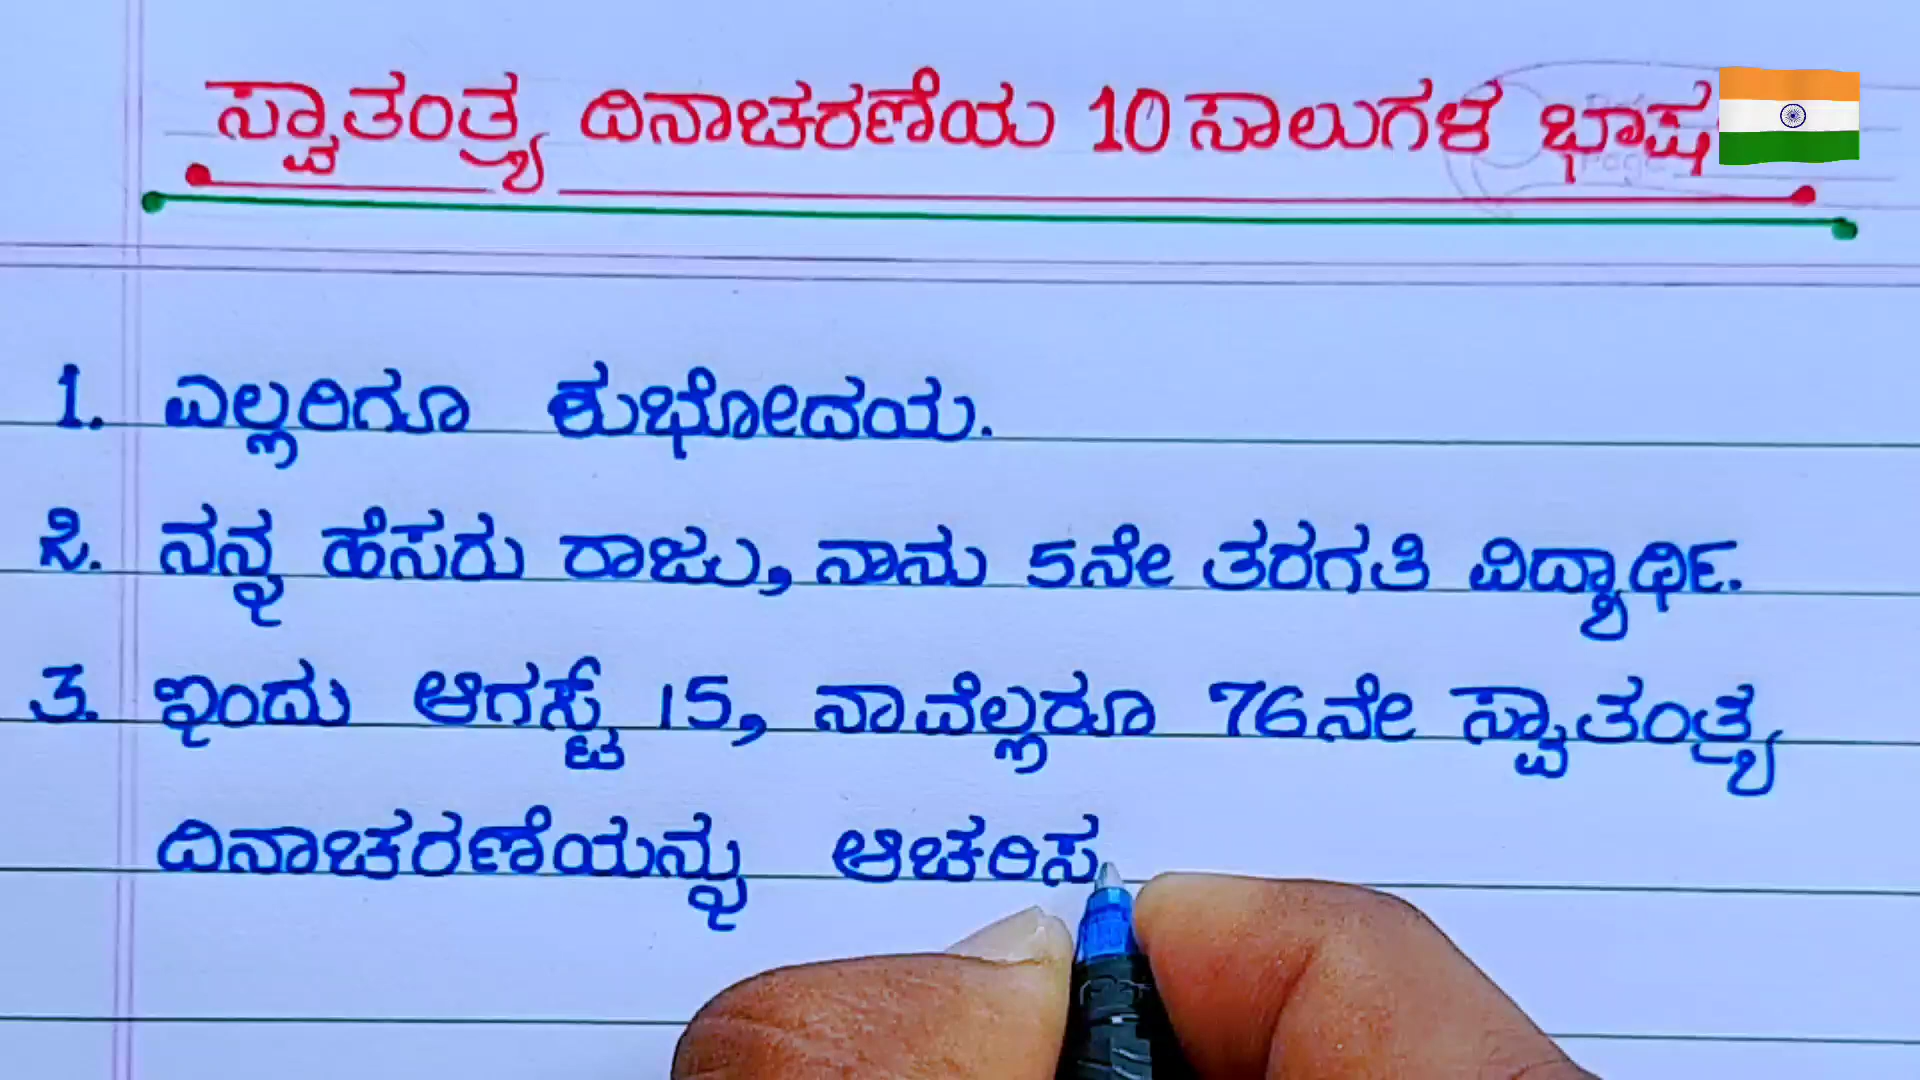 ಸ್ವಾತಂತ್ರ್ಯ ದಿನಾಚರಣೆಯ 10 ಸಾಲುಗಳ
1. ಎಲ್ಲರಿಗೂ ಶುಭೋದಯ.
2. ನನ್ನ ಹೆಸರು ರಾಜು, ನಾನು 5ನೇ ತರಗತಿ ವಿದ್ಯಾರ್ಥಿ.
3. ಇಂದು ಆಗಸ್ಟ್ 15, ನಾವೆಲ್ಲರೂ 76ನೇ ಸ್ವಾತಂತ್ರ್ಯ
ದಿನಾಚರಣೆಯನ್ನು ಆಚರಿಸ